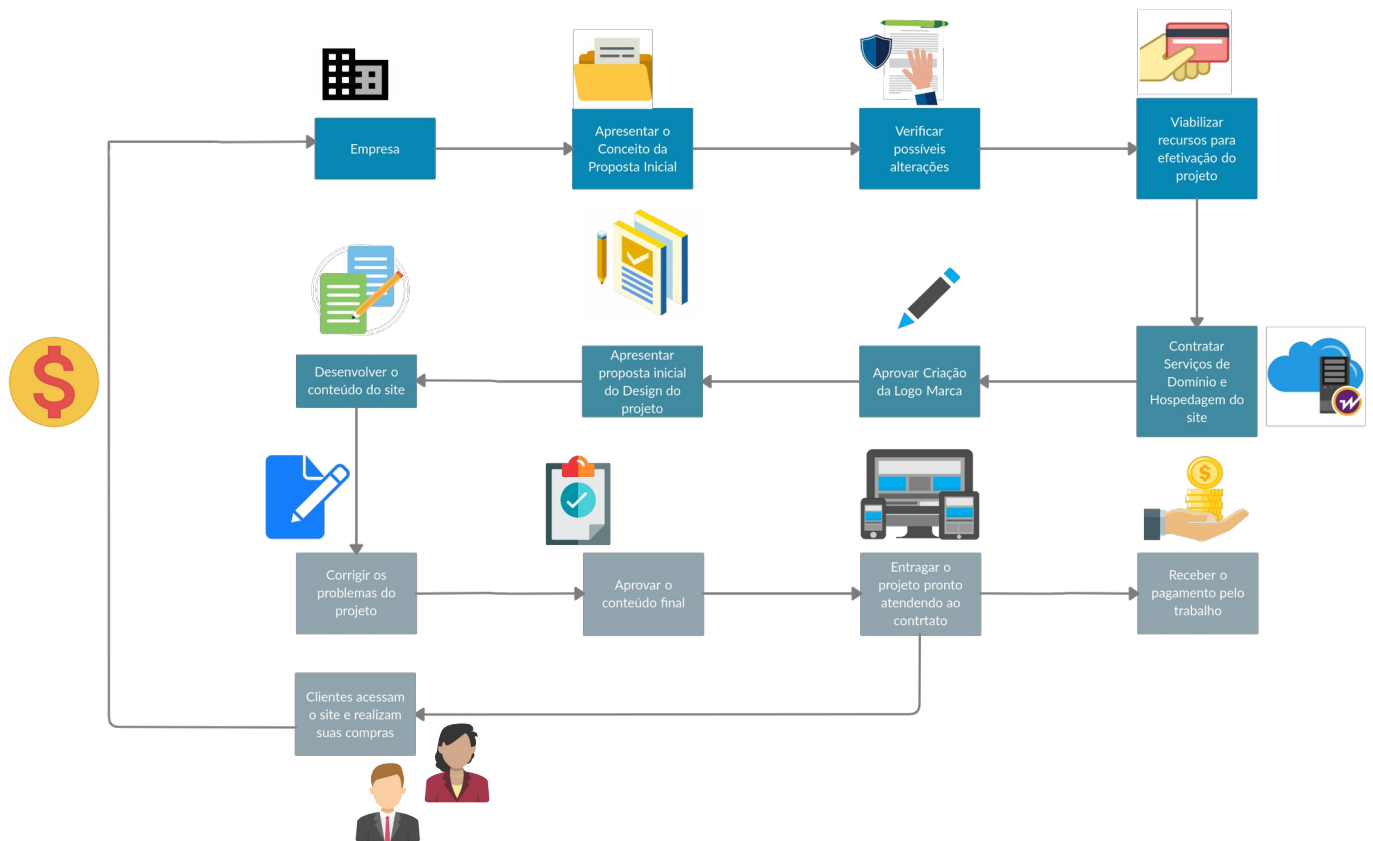 Empresa
Apresentar o
Conceito da
Proposta Inicial
Verificar
possíveis
alterações
Viabilizar
recursos para
efetivação do
projeto
Contratar
Serviços de
Domínio e
Hospedagem do
site
Aprovar Criação
da Logo Marca
Apresentar
proposta inicial
do Design do
projeto
Desenvolver o
conteúdo do site
Corrigir os
problemas do
projeto
Aprovar o
conteúdo final
Entragar o
projeto pronto
atendendo ao
contrtato
Receber o
pagamento pelo
trabalho
Clientes acessam
o site e realizam
suas compras